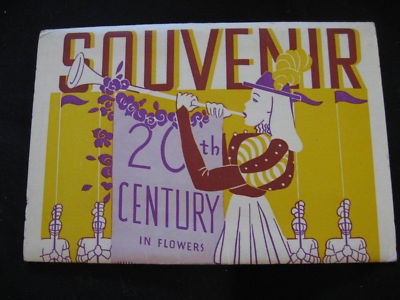 SOUVENIR
20th
CENTURY
IN FLOWERS